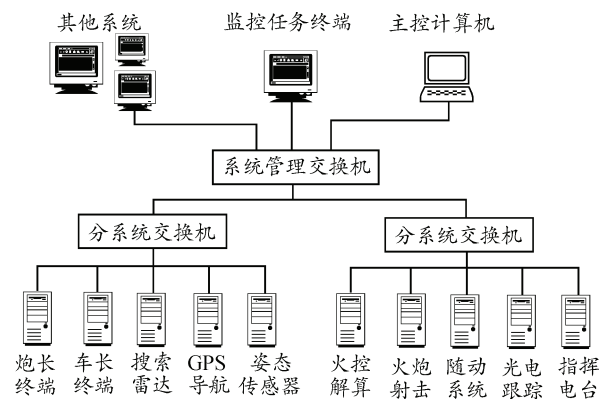 其他系统
监控任务终端
主控计算机
系统管理交换机
分系统交换机
分系统交换机
炮长
终端
车长
终端
搜索
雷达
GPS
导航
姿态
传感器
火控
解算
火炮
射击
随动
系统
光电
跟踪
指挥
电台